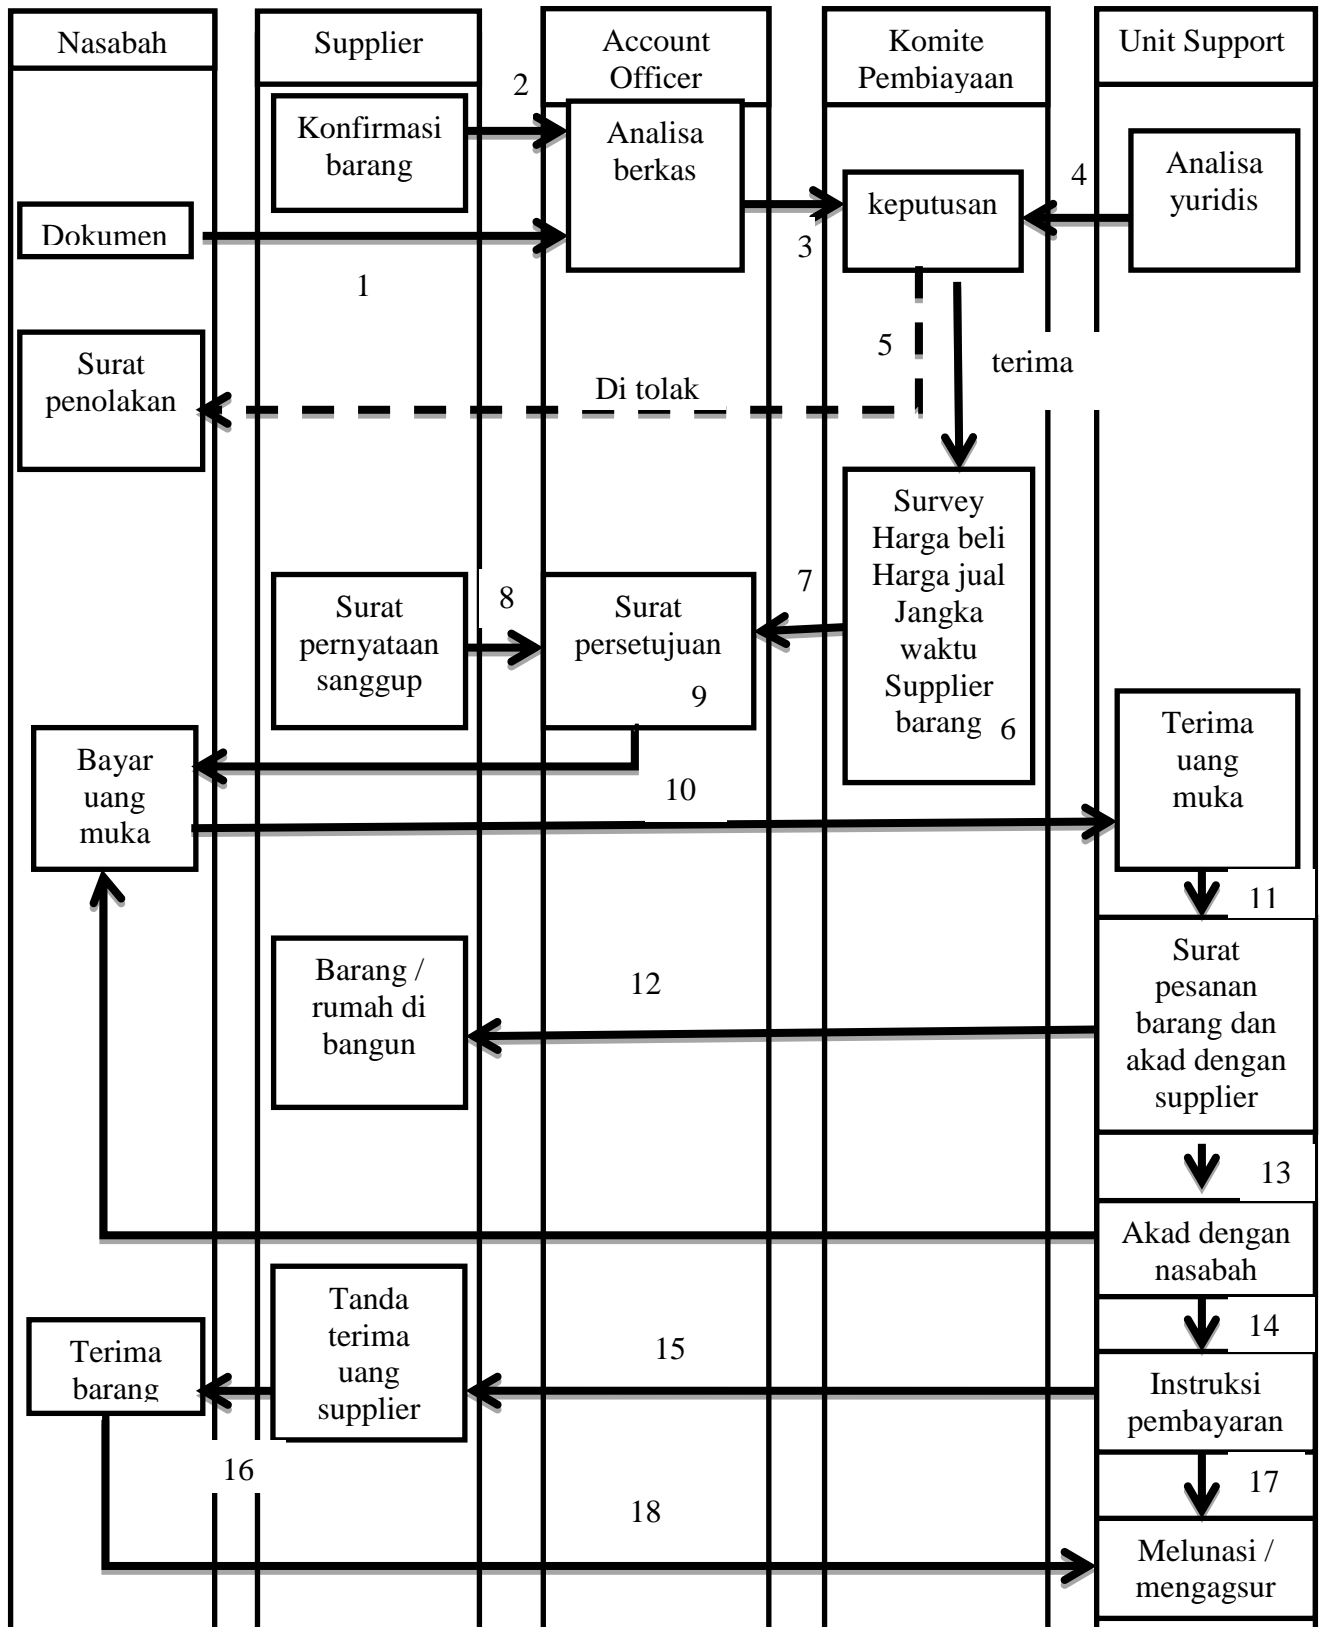 Nasabah
Supplier
Account
Officer
Komite
Pembiayaan
Unit Support
2
Konfirmasi
barang
Analisa
berkas
4
Analisa
yuridis
keputusan
Dokumen
3
1
Surat
penolakan
5
terima
Di tolak
Survey
Harga beli
Harga jual
Jangka
waktu
Supplier
barang
6
7
8
Surat
pernyataan
sanggup
Surat
persetujuan
9
Terima
uang
muka
Bayar
uang
muka
10
11
Surat
pesanan
barang dan
akad dengan
supplier
Barang /
rumah di
bangun
12
13
Akad dengan
nasabah
14
Tanda
terima
uang
supplier
Terima
barang
15
Instruksi
pembayaran
16
17
18
Melunasi /
mengagsur